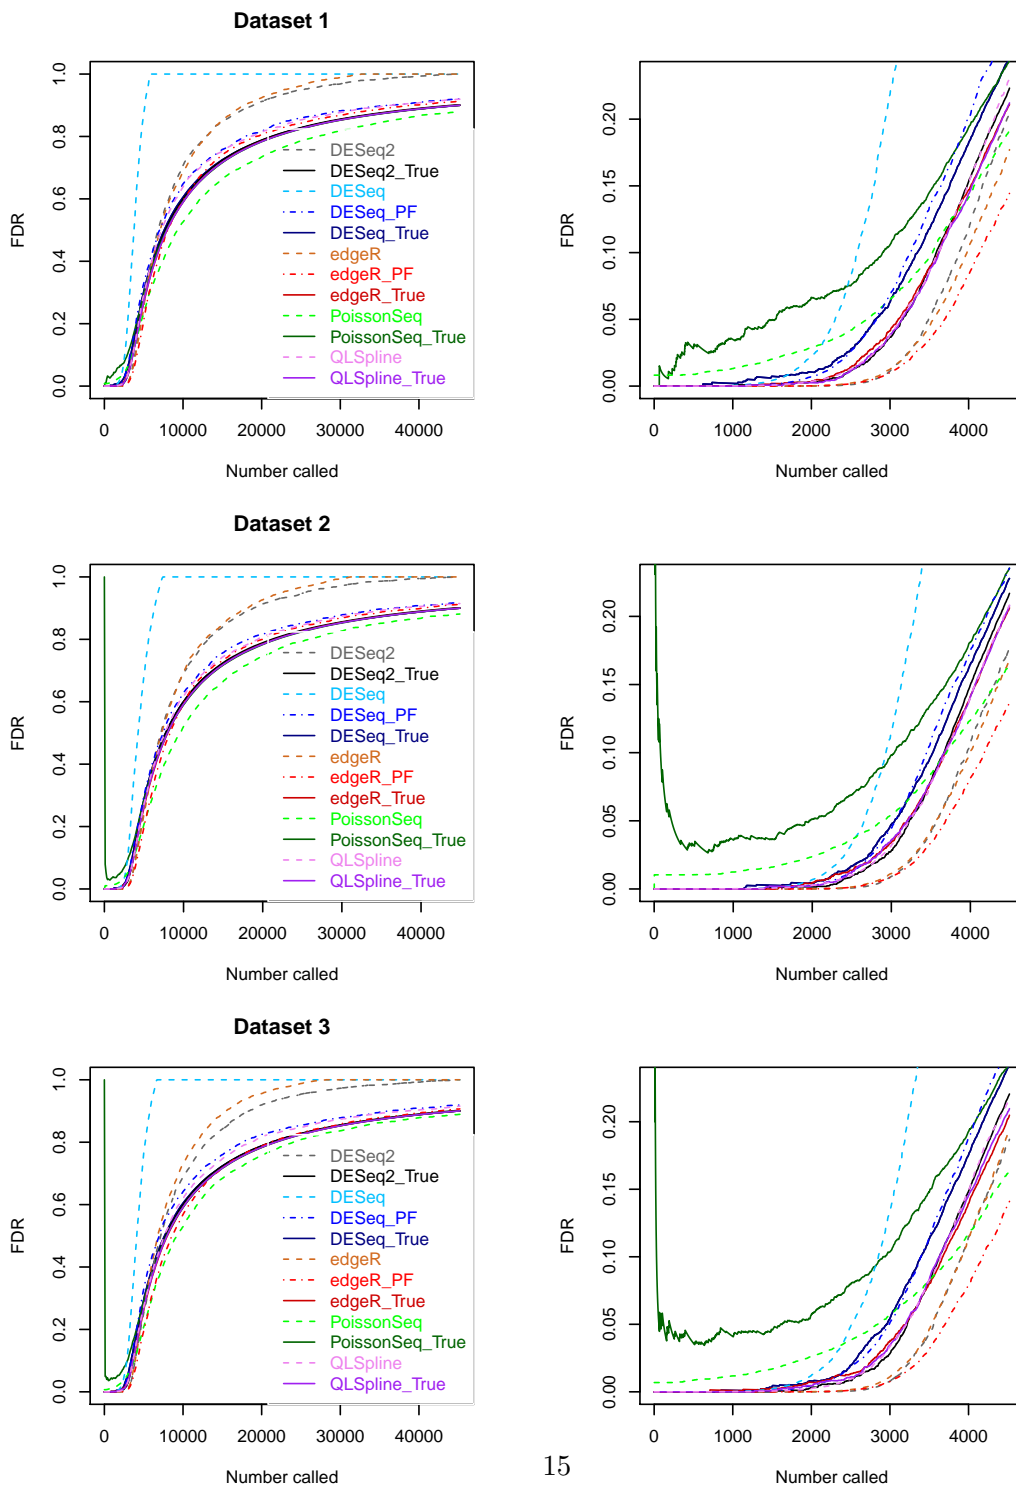 Dataset 1
FDR
0.0 0.2 0.4 0.6 0.8 1.0
DESeq2
DESeq2_True
DESeq
DESeq_PF
DESeq_True
edgeR
edgeR_PF
edgeR_True
PoissonSeq
PoissonSeq_True
QLSpline
QLSpline_True
0 10000 20000 30000 40000
Number called
FDR
0.00 0.05 0.10 0.15 0.20
0 1000 2000 3000 4000
Number called
Dataset 2
FDR
0.0 0.2 0.4 0.6 0.8 1.0
DESeq2
DESeq2_True
DESeq
DESeq_PF
DESeq_True
edgeR
edgeR_PF
edgeR_True
PoissonSeq
PoissonSeq_True
QLSpline
QLSpline_True
0 10000 20000 30000 40000
Number called
FDR
0.00 0.05 0.10 0.15 0.20
0 1000 2000 3000 4000
Number called
Dataset 3
FDR
0.0 0.2 0.4 0.6 0.8 1.0
DESeq2
DESeq2_True
DESeq
DESeq_PF
DESeq_True
edgeR
edgeR_PF
edgeR_True
PoissonSeq
PoissonSeq_True
QLSpline
QLSpline_True
0 10000 20000 30000 40000
Number called
FDR
0.00 0.05 0.10 0.15 0.20
0 1000 2000 3000 4000
Number called
15